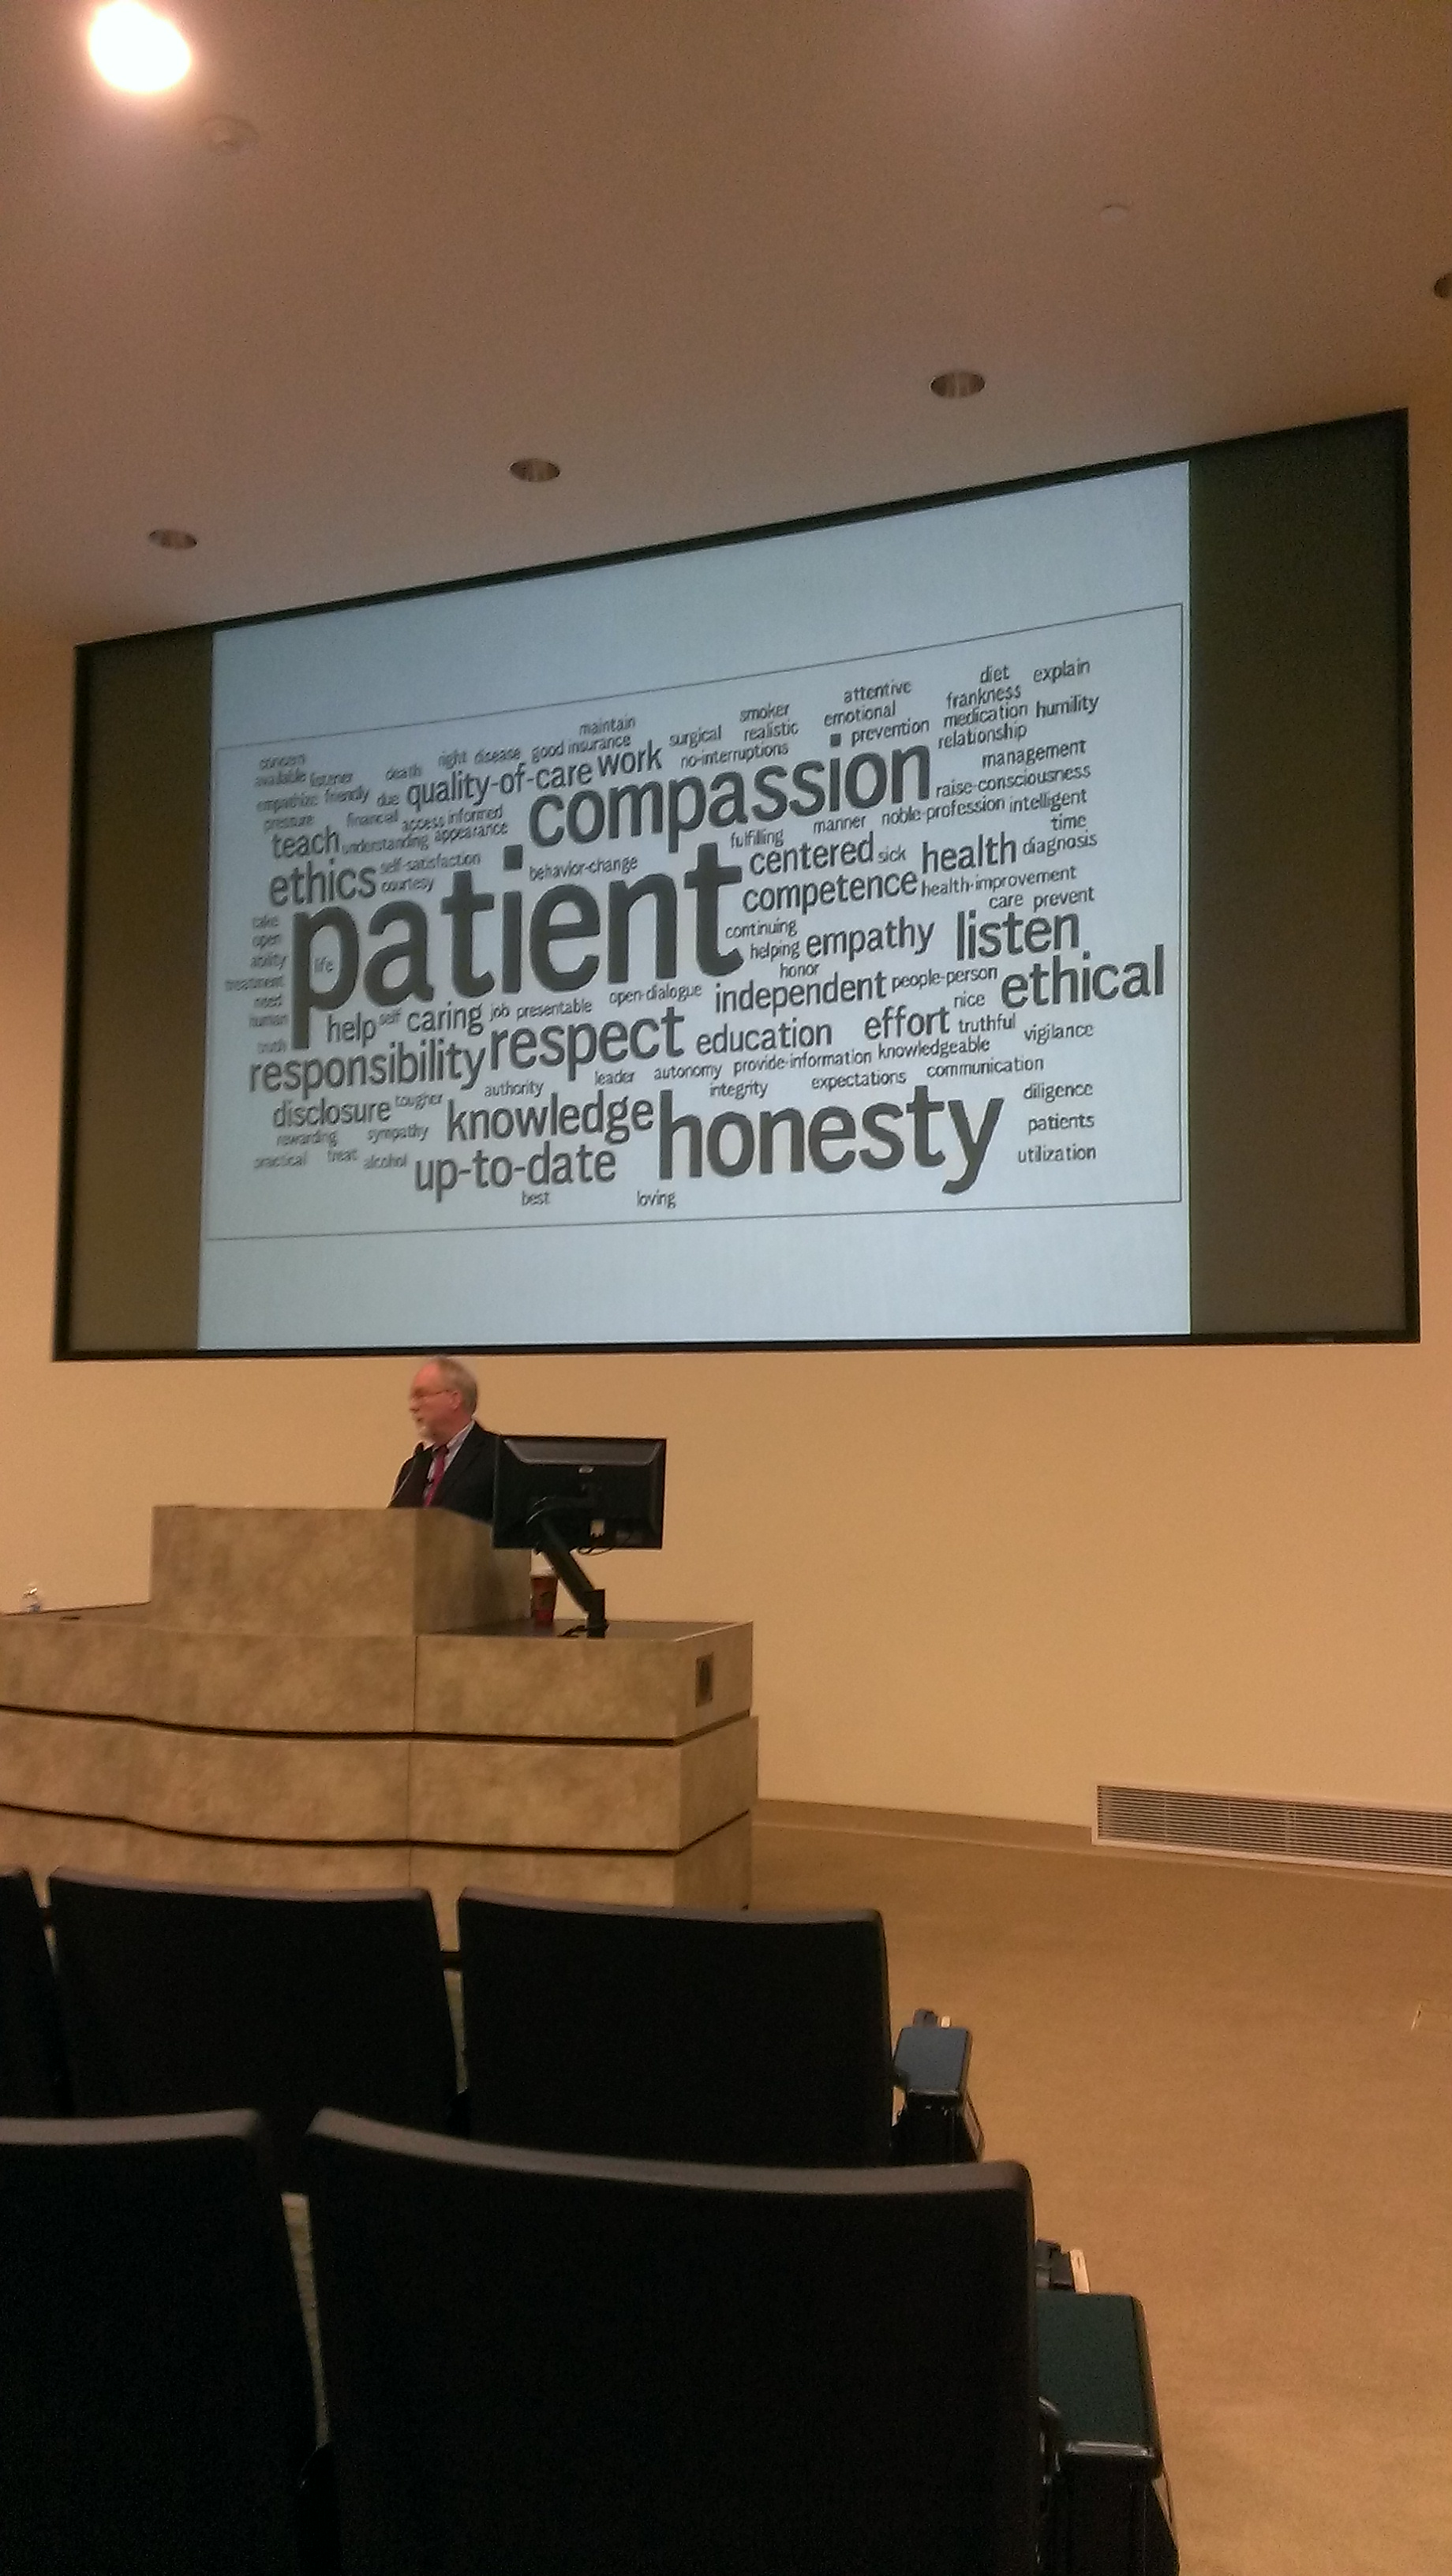 diet explain
attentive frankness
maintain smoker emotional medication humility
concern right disease good insurance surgical realistic prevention relationship
available listener death quality-of-care work no-interruptions management
empathize friendly due compassion raise-consciousness
pressure financial access informed manner noble-profession intelligent
teach understanding appearance fulfilling time
ethics self-satisfaction behavior-change centered sick health diagnosis
courtesy patient competence health-improvement
take care prevent
open continuing
ability life helping empathy listen
treatment honor
need open-dialogue independent people-person ethical
human help self caring job presentable nice
truth respect education effort truthful vigilance
responsibility provide-information knowledgeable
authority leader autonomy communication
disclosure tougher knowledge integrity expectations diligence
rewarding sympathy honesty patients
practical treat alcohol up-to-date utilization
best loving